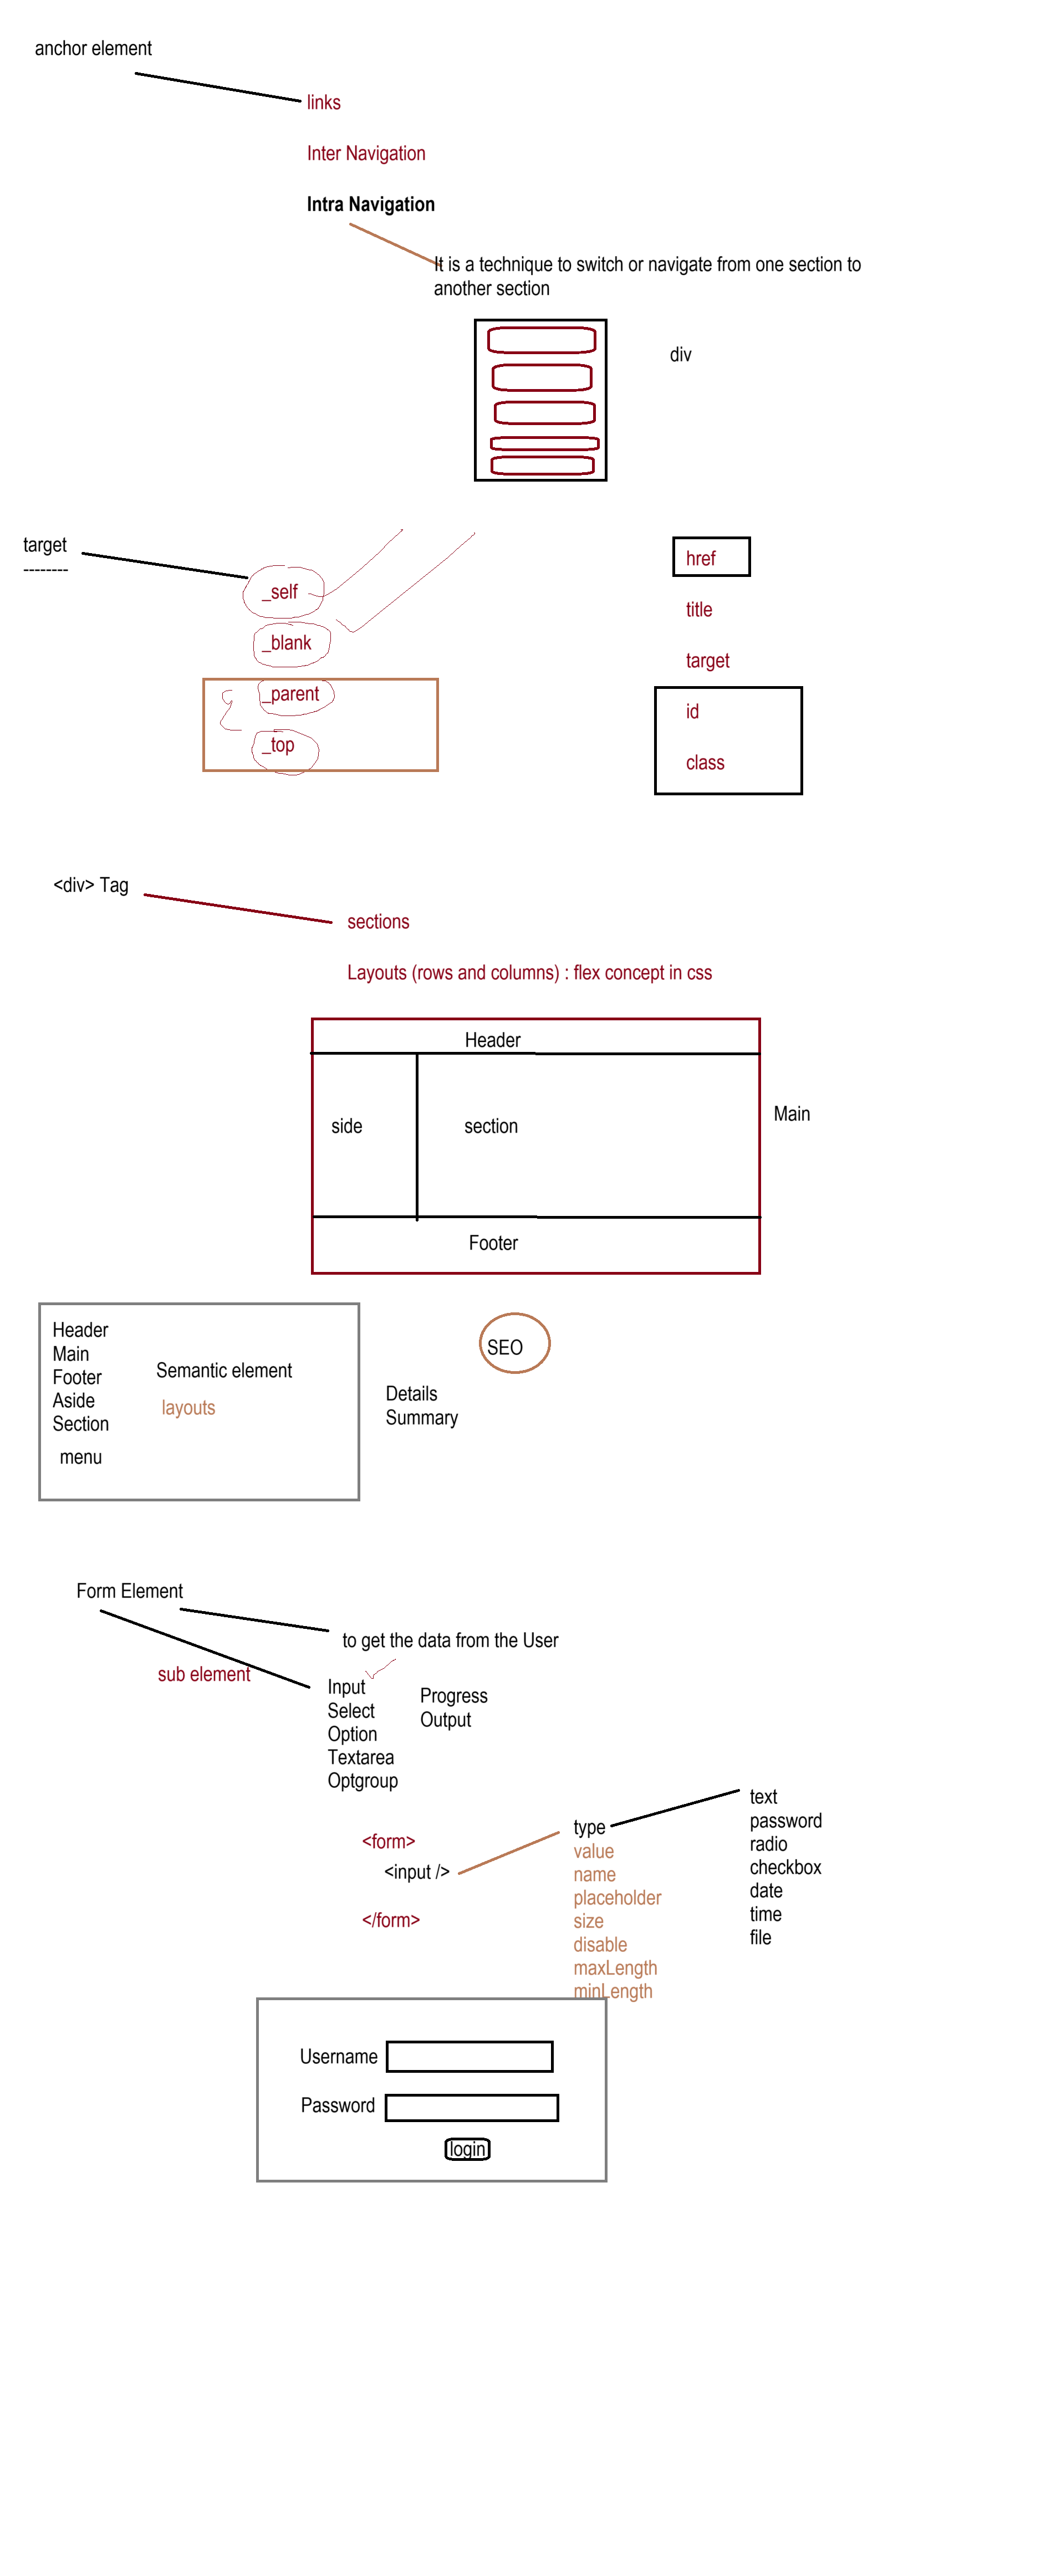 anchor element
links
Inter Navigation
Intra Navigation
It is a technique to switch or navigate from one section to
another section
div
target
--------
_self
_blank
_parent
_top
href
title
target
id
class
<div> Tag
sections
Layouts (rows and columns) : flex concept in css
Header
side
section
Main
Footer
Header
Main
Footer
Aside
Section
menu
Semantic element
layouts
SEO
Details
Summary
Form Element
to get the data from the User
sub element
Input
Select
Option
Textarea
Optgroup
Progress
Output
<form>
<input />
</form>
type
value
name
placeholder
size
disable
maxLength
minLength
text
password
radio
checkbox
date
time
file
Username
Password
login